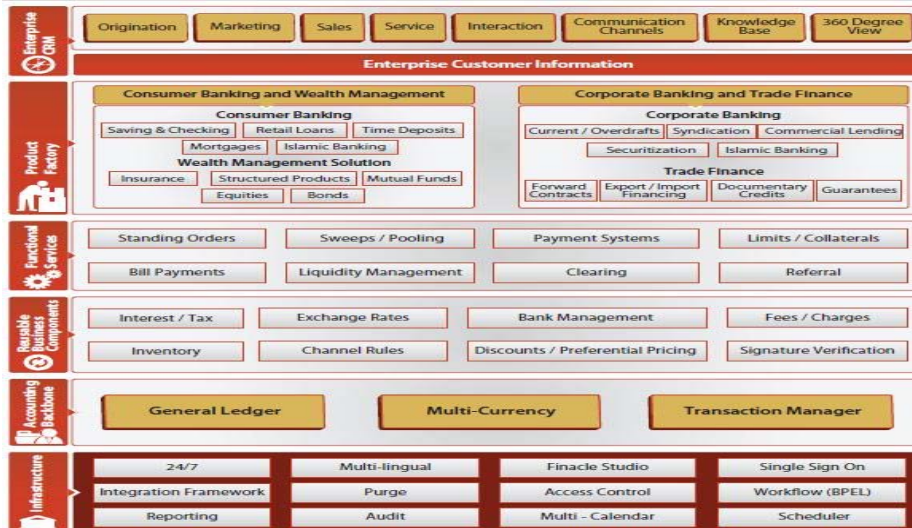 Enterprise
CRM
Origination Marketing Sales Service Interaction Communication Channels Knowledge Base 360 Degree View
Enterprise Customer Information
Product
Factory
Consumer Banking and Wealth Management
Consumer Banking
Saving & Checking Retail Loans Time Deposits
Mortgages Islamic Banking
Wealth Management Solution
Insurance Structured Products Mutual Funds
Equities Bonds
Corporate Banking and Trade Finance
Corporate Banking
Current / Overdrafts Syndication Commercial Lending
Securitization Islamic Banking
Trade Finance
Forward Contracts Export / Import Financing Documentary Credits Guarantees
Functional
Services
Standing Orders Sweeps / Pooling Payment Systems Limits / Collaterals
Bill Payments Liquidity Management Clearing Referral
Reusable
Business
Components
Interest / Tax Exchange Rates Bank Management Fees / Charges
Inventory Channel Rules Discounts / Preferential Pricing Signature Verification
Accounting
Backbone
General Ledger Multi-Currency Transaction Manager
Infrastructure
24/7 Multi-lingual Finacle Studio Single Sign On
Integration Framework Purge Access Control Workflow (BPEL)
Reporting Audit Multi - Calendar Scheduler